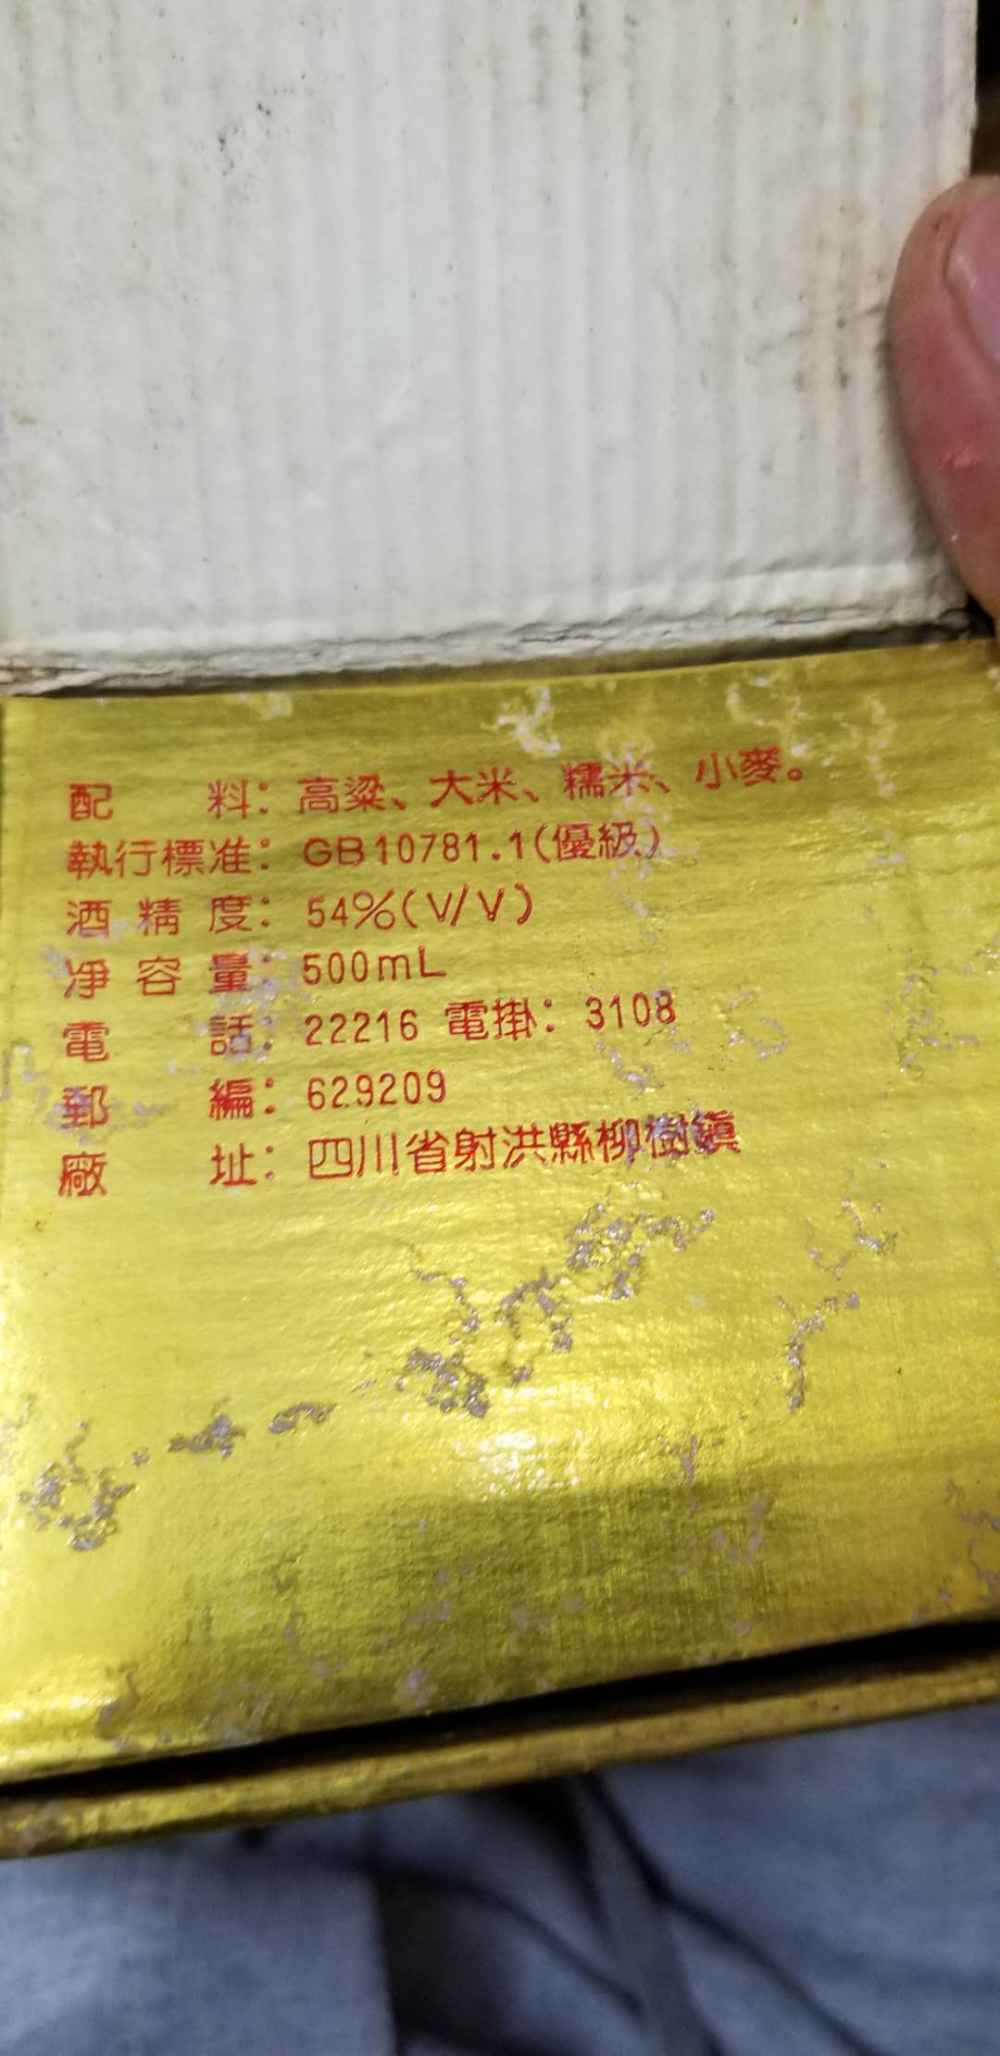 配料：高粱、大米、糯米、小麥。
執行標准：GB10781.1(優級)
酒精度：54%(V/V)
净容量：500mL
電話：22216 電掛：3108
郵編：629209
廠址：四川省射洪縣柳樹鎮